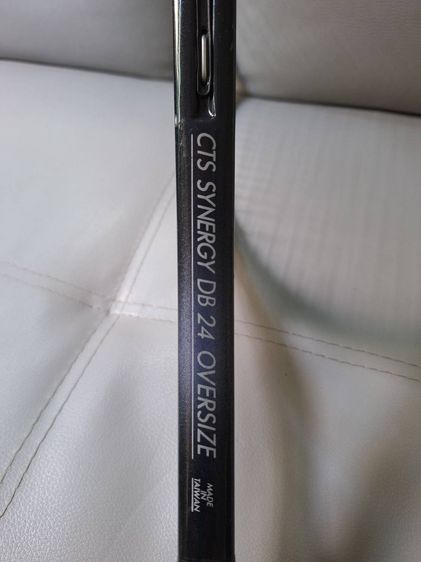 CTS SYNERGY DB 24 OVERSIZE
MADE
IN
TAIWAN